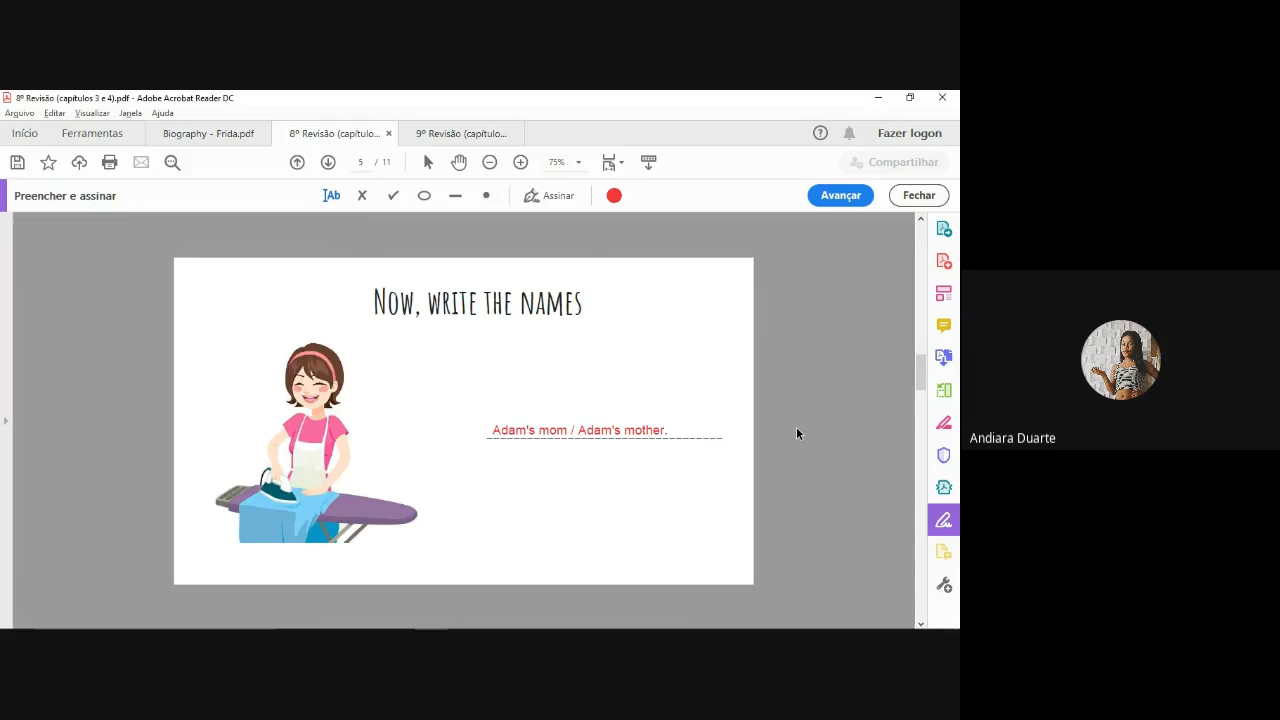 8º Revisão (capítulos 3 e 4).pdf - Adobe Acrobat Reader DC
Arquivo Editar Visualizar Janela Ajuda
Início Ferramentas Biography - Frida.pdf 8º Revisão (capítulo... × 9º Revisão (capítulo... Fazer logon
5 / 11 75% Compartilhar
Preencher e assinar Ab Assinar Avançar Fechar
Now, write the names
Adam's mom / Adam's mother.
Andiara Duarte